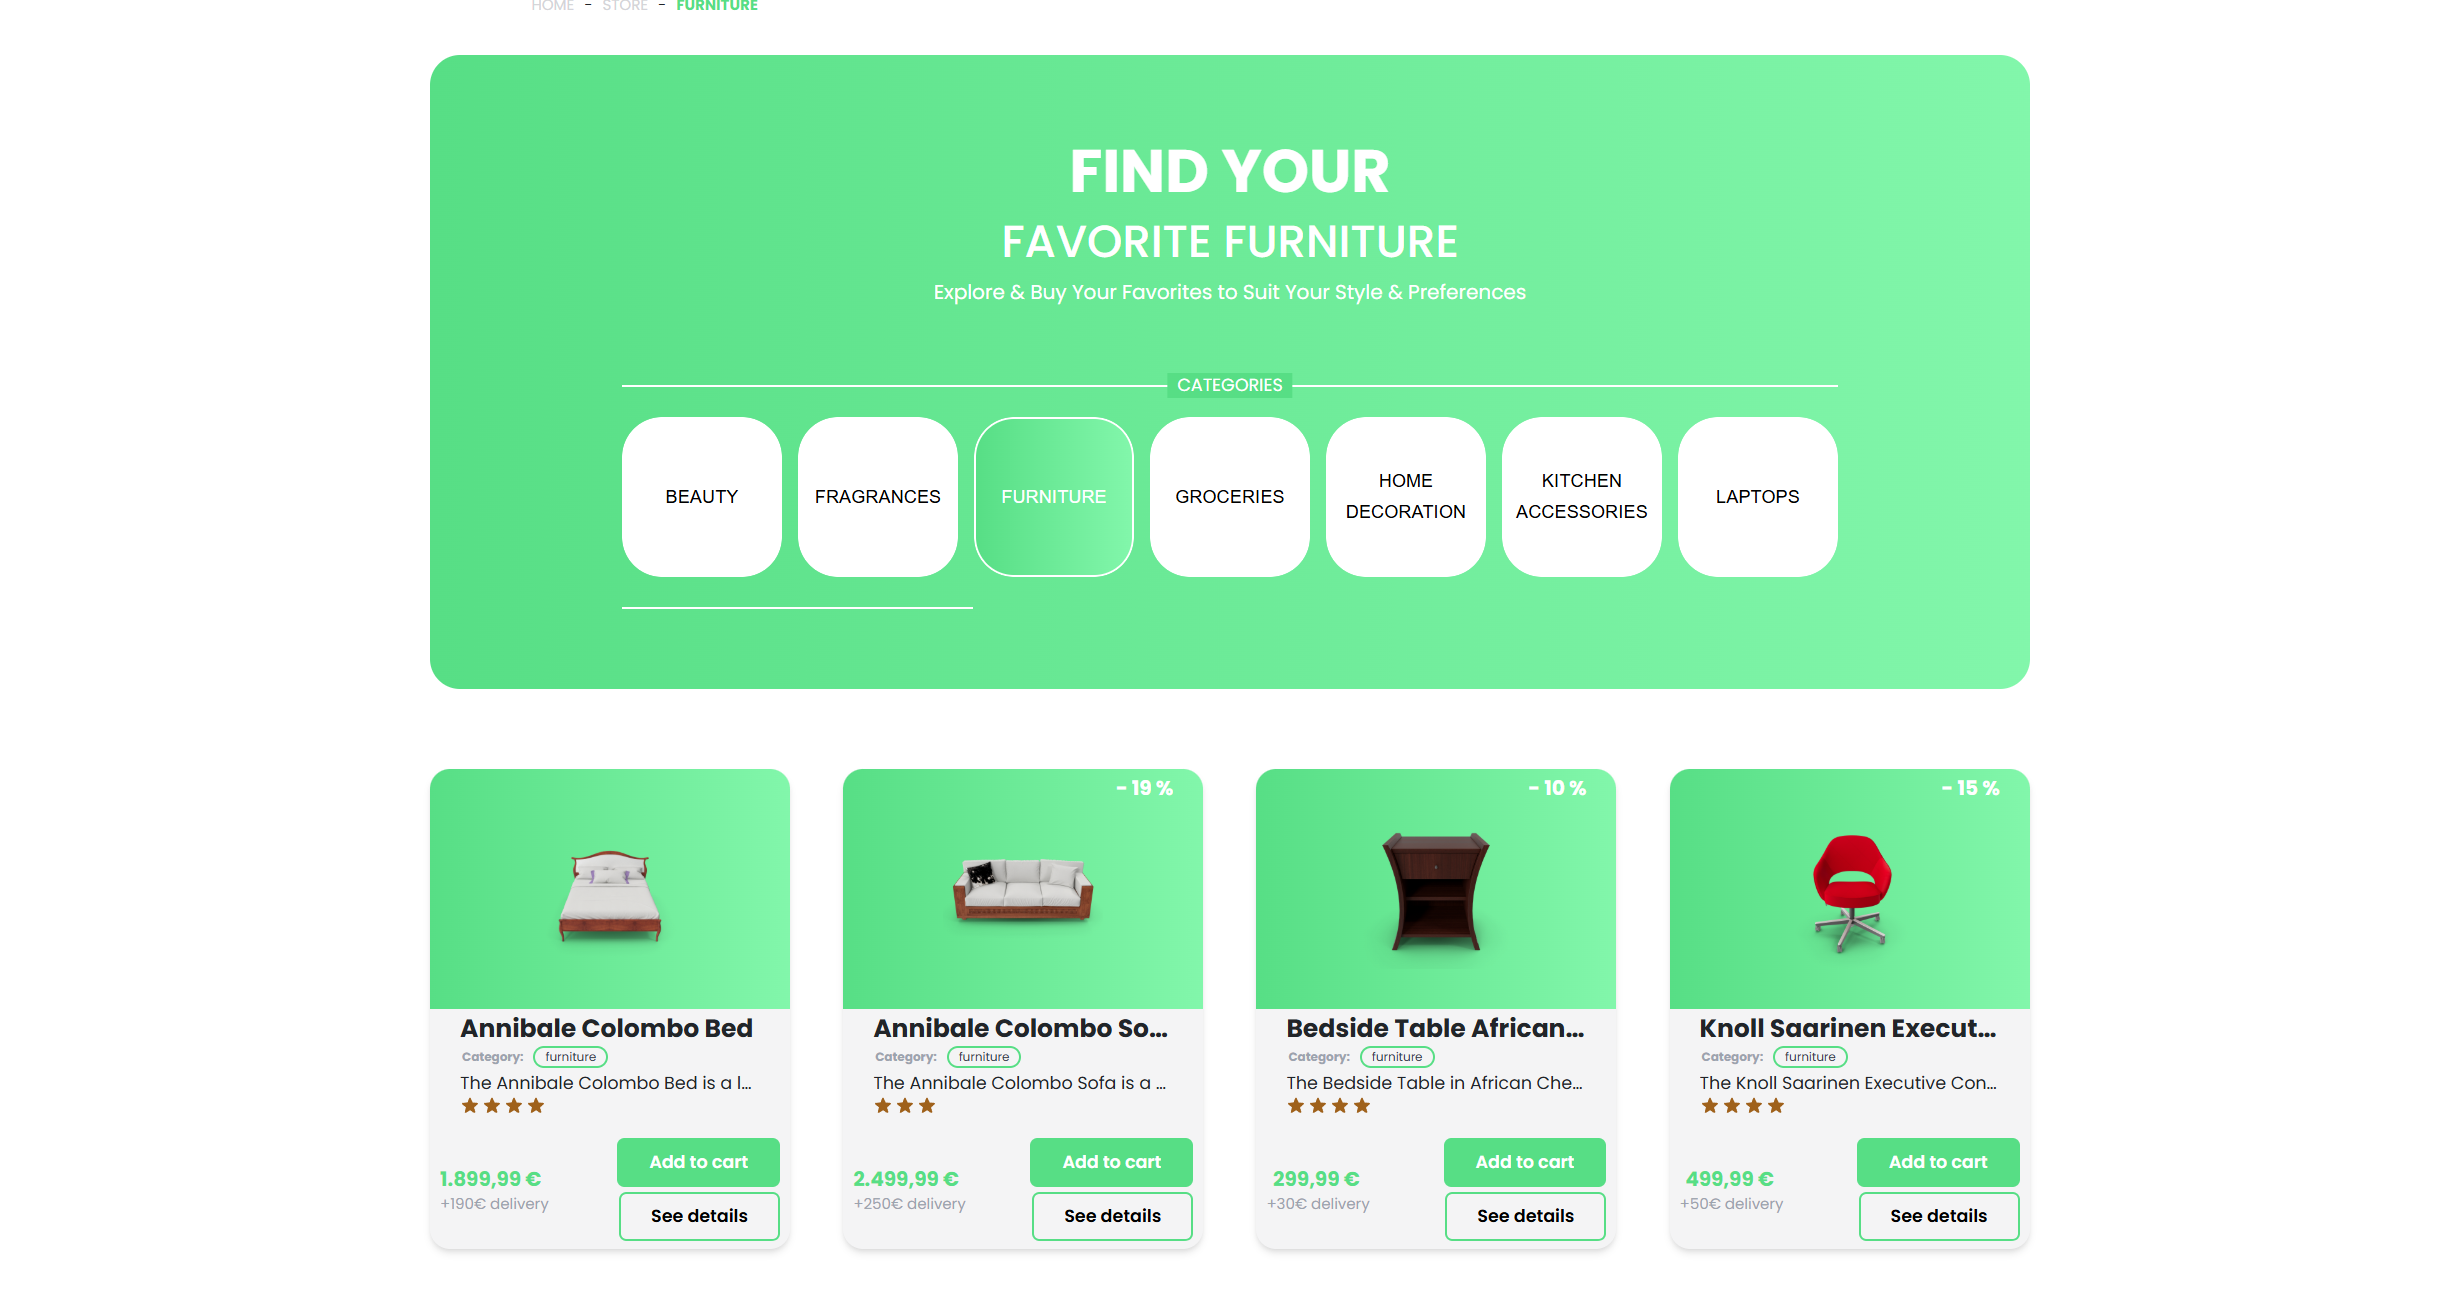 HOME - STORE - FURNITURE
FIND YOUR
FAVORITE FURNITURE
Explore & Buy Your Favorites to Suit Your Style & Preferences
CATEGORIES
BEAUTY
FRAGRANCES
FURNITURE
GROCERIES
HOME
DECORATION
KITCHEN
ACCESSORIES
LAPTOPS
Annibale Colombo Bed
Category: furniture
The Annibale Colombo Bed is a l...
1.899,99 €
+190€ delivery
Add to cart
See details
- 19 %
Annibale Colombo So...
Category: furniture
The Annibale Colombo Sofa is a ...
2.499,99 €
+250€ delivery
Add to cart
See details
- 10 %
Bedside Table African...
Category: furniture
The Bedside Table in African Che...
299,99 €
+30€ delivery
Add to cart
See details
- 15 %
Knoll Saarinen Execut...
Category: furniture
The Knoll Saarinen Executive Con...
499,99 €
+50€ delivery
Add to cart
See details